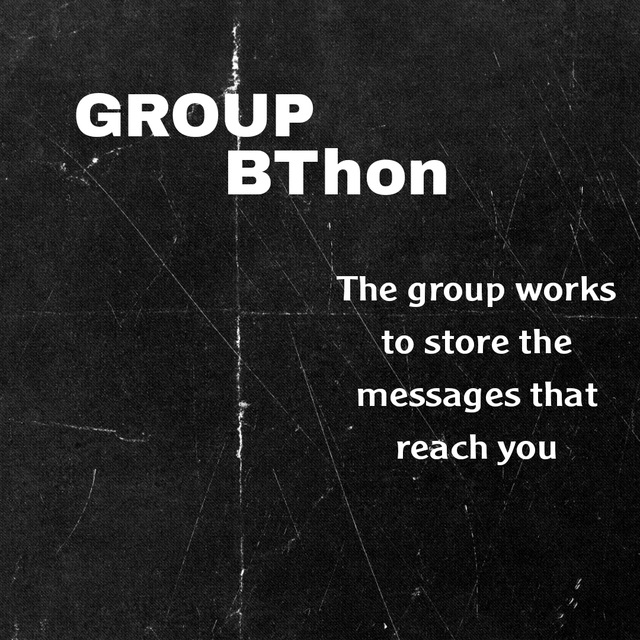 GROUP
BThon
The group works
to store the
messages that
reach you